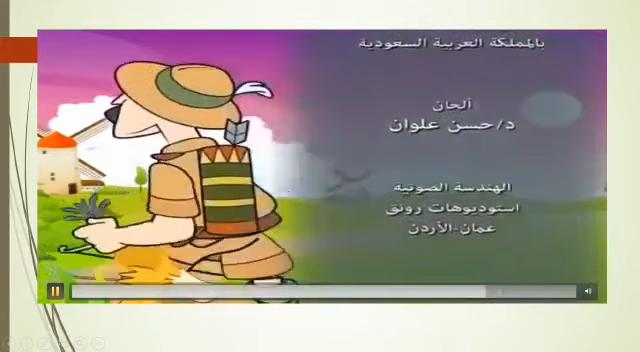 بالمملكة العربية السعودية
ألحان
د/حسن علوان
الهندسة الصوتية
استوديوهات رونق
عمان-الأردن